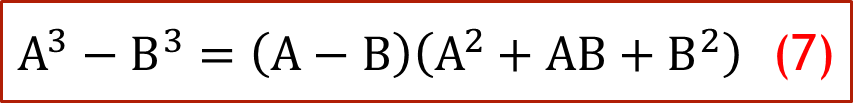 A³ − B³ = (A − B)(A² + AB + B²) (7)